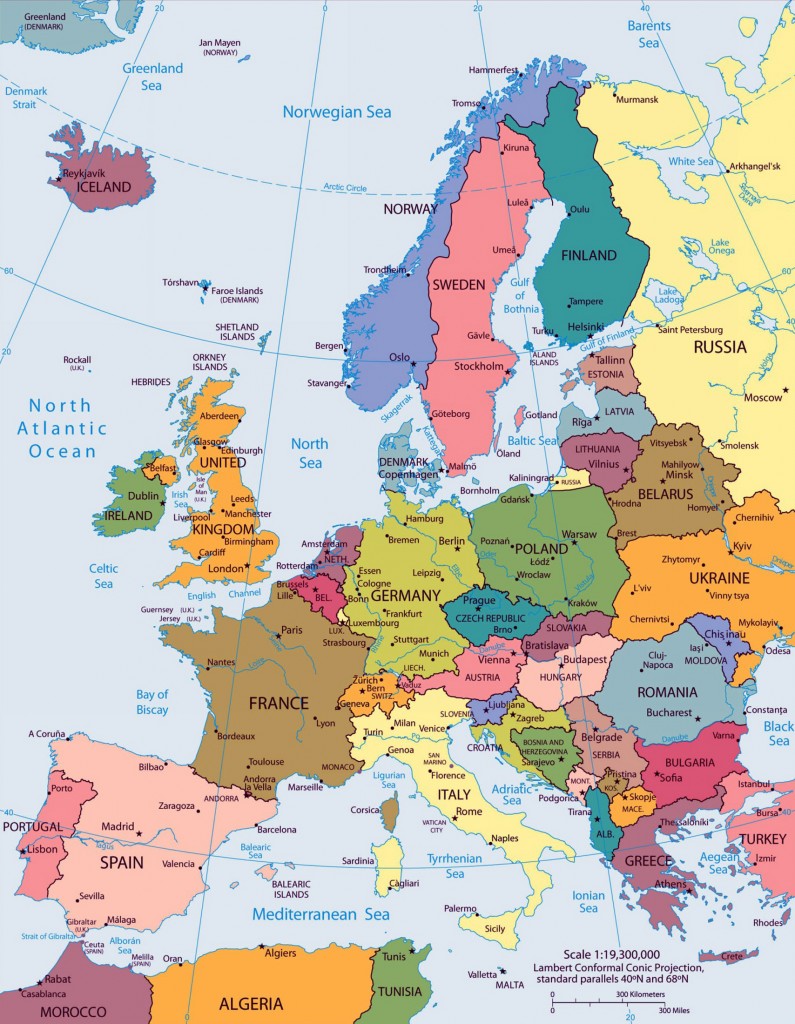 Greenland
(DENMARK)
20
0
20
40
Jan Mayen
(NORWAY)
Barents
Sea
Greenland
Sea
Denmark
Strait
Norwegian Sea
Hammerfest
Tromsø
Murmansk
Kiruna
White Sea
Arkhangel'sk
Reykjavík
ICELAND
Arctic Circle
NORWAY
Luleå
Oulu
Umeå
FINLAND
Lake
Onega
60
Tórshavn
Faroe Islands
(DENMARK)
Trondheim
SWEDEN
Gulf
of
Bothnia
Lake
Ladoga
60
Tampere
Turku
Helsinki
Saint Petersburg
Gulf of Finland
SHETLAND
ISLANDS
Gävle
40
20
Bergen
Oslo
Stockholm
ALAND
ISLANDS
Tallinn
ESTONIA
RUSSIA
Rockall
(U.K.)
ORKNEY
ISLANDS
HEBRIDES
Stavanger
Moscow
North
Atlantic
Ocean
Aberdeen
Skagerrak
Göteborg
Kattegat
Gotland
Rīga
LATVIA
Glasgow
Edinburgh
North
Sea
Baltic Sea
Öland
LITHUANIA
Vilnius
Vitsyebsk
Smolensk
UNITED
KINGDOM
Belfast
Isle
of
Man
(U.K.)
DENMARK
Copenhagen
Malmö
Kaliningrad
RUSSIA
Mahilyow
Minsk
BELARUS
Dublin
IRELAND
Irish
Sea
Leeds
Manchester
Liverpool
Bornholm
Gdańsk
Hrodna
Homyel'
Birmingham
Hamburg
Bremen
Chernihiv
Cardiff
London
Amsterdam
NETH.
Rotterdam
Berlin
Poznań
Warsaw
POLAND
Łódź
Brest
Kyiv
Celtic
Sea
Brussels
Lille
BEL.
Essen
Cologne
Bonn
Leipzig
Wroclaw
Zhytomyr
UKRAINE
English
Channel
GERMANY
Prague
Kraków
L'viv
Vinny tsya
Guernsey (U.K.)
Jersey (U.K.)
LUX.
Luxembourg
Frankfurt
CZECH REPUBLIC
Brno
Chernivtsi
Mykolayiv
Paris
Strasbourg
Stuttgart
SLOVAKIA
Bratislava
Chisinau
MOLDOVA
Odesa
Nantes
Munich
Vienna
Danube
Budapest
Cluj-
Napoca
Iaşi
LIECH.
Vaduz
Zürich
Bern
SWITZ.
AUSTRIA
HUNGARY
ROMANIA
Bay of
Biscay
FRANCE
Geneva
Lyon
Milan
Turin
Venice
SLOVENIA
Ljubljana
Zagreb
CROATIA
Bucharest
Constanţa
Bordeaux
Genoa
BOSNIA AND
HERZEGOVINA
Sarajevo
Belgrade
SERBIA
Danube
Varna
Black
Sea
A Coruña
Bilbao
Toulouse
MONACO
Marseille
Ligurian
Sea
SAN
MARINO
Florence
Adriatic
Sea
MONT.
Podgorica
Pristina
KOS.
BULGARIA
Sofia
Istanbul
Andorra
la Vella
ANDORRA
Porto
Zaragoza
Barcelona
Corsica
ITALY
Rome
VATICAN
CITY
Tirana
ALB.
Skopje
MACE.
Bursa
40
PORTUGAL
Lisbon
Madrid
Tagus
SPAIN
Balearic
Sea
Sardinia
Naples
Thessaloníki
TURKEY
40
Valencia
Cagliari
Tyrrhenian
Sea
GREECE
Aegean
Sea
Izmir
Sevilla
BALEARIC
ISLANDS
Athens
Gibraltar
(U.K.)
Málaga
Mediterranean Sea
Palermo
Sicily
Ionian
Sea
Rhodes
Strait of Gibraltar
Ceuta
(SPAIN)
Alborán
Sea
Melilla
(SPAIN)
Oran
0
Algiers
Tunis
Valletta
MALTA
Crete
Rabat
Casablanca
MOROCCO
ALGERIA
TUNISIA
Scale 1:19,300,000
Lambert Conformal Conic Projection,
standard parallels 40ºN and 68ºN
0
300 Kilometers
0
300 Miles
20